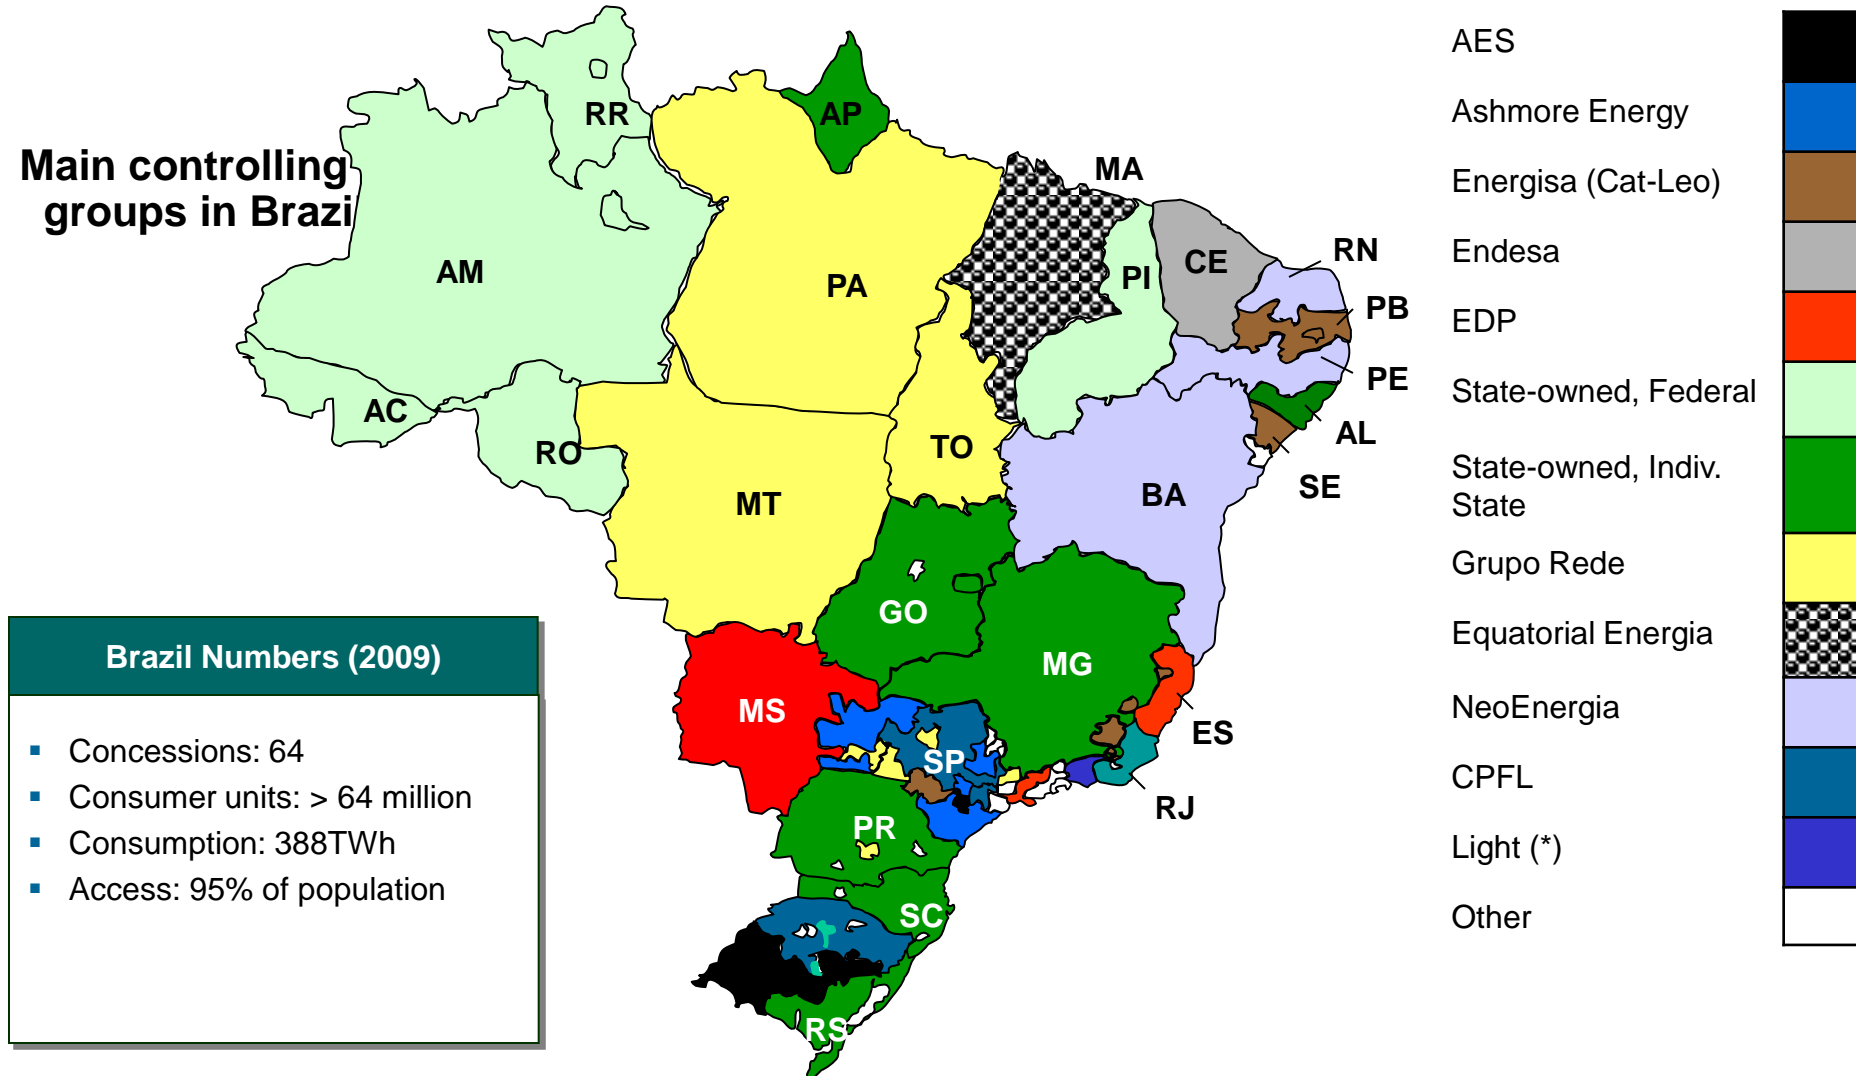 Main controlling
groups in Brazi
RR
AP
AM
PA
MA
PI
CE
RN
PB
PE
AL
SE
AC
RO
TO
MT
BA
GO
MG
MS
ES
SP
RJ
PR
SC
RS
AES
Ashmore Energy
Energisa (Cat-Leo)
Endesa
EDP
State-owned, Federal
State-owned, Indiv.
State
Grupo Rede
Equatorial Energia
NeoEnergia
CPFL
Light (*)
Other
Brazil Numbers (2009)
▪ Concessions: 64
▪ Consumer units: > 64 million
▪ Consumption: 388TWh
▪ Access: 95% of population